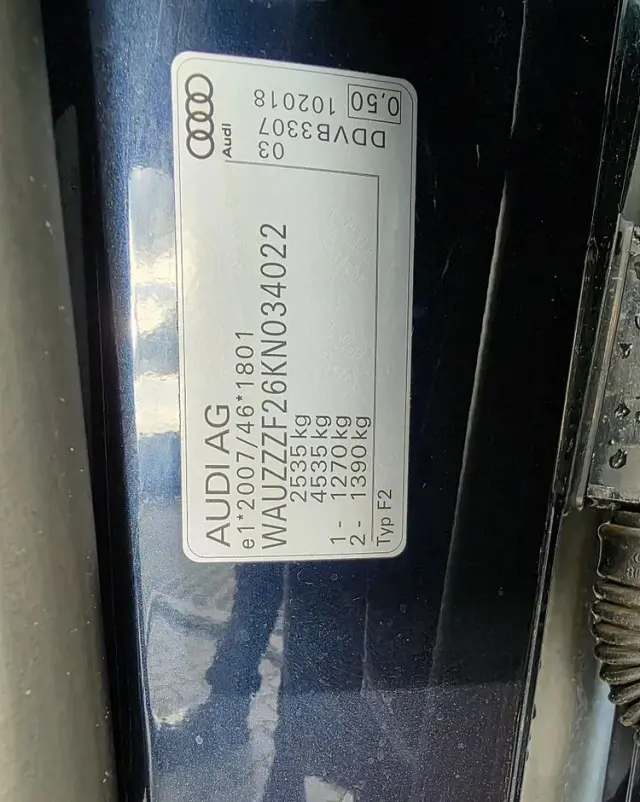 AUDI AG
e1*2007/46*1801
WAUZZZF26KN034022
2535 kg
4535 kg
1 - 1270 kg
2 - 1390 kg
Typ F2
Audi
03
DDVB3307
102018
0,50